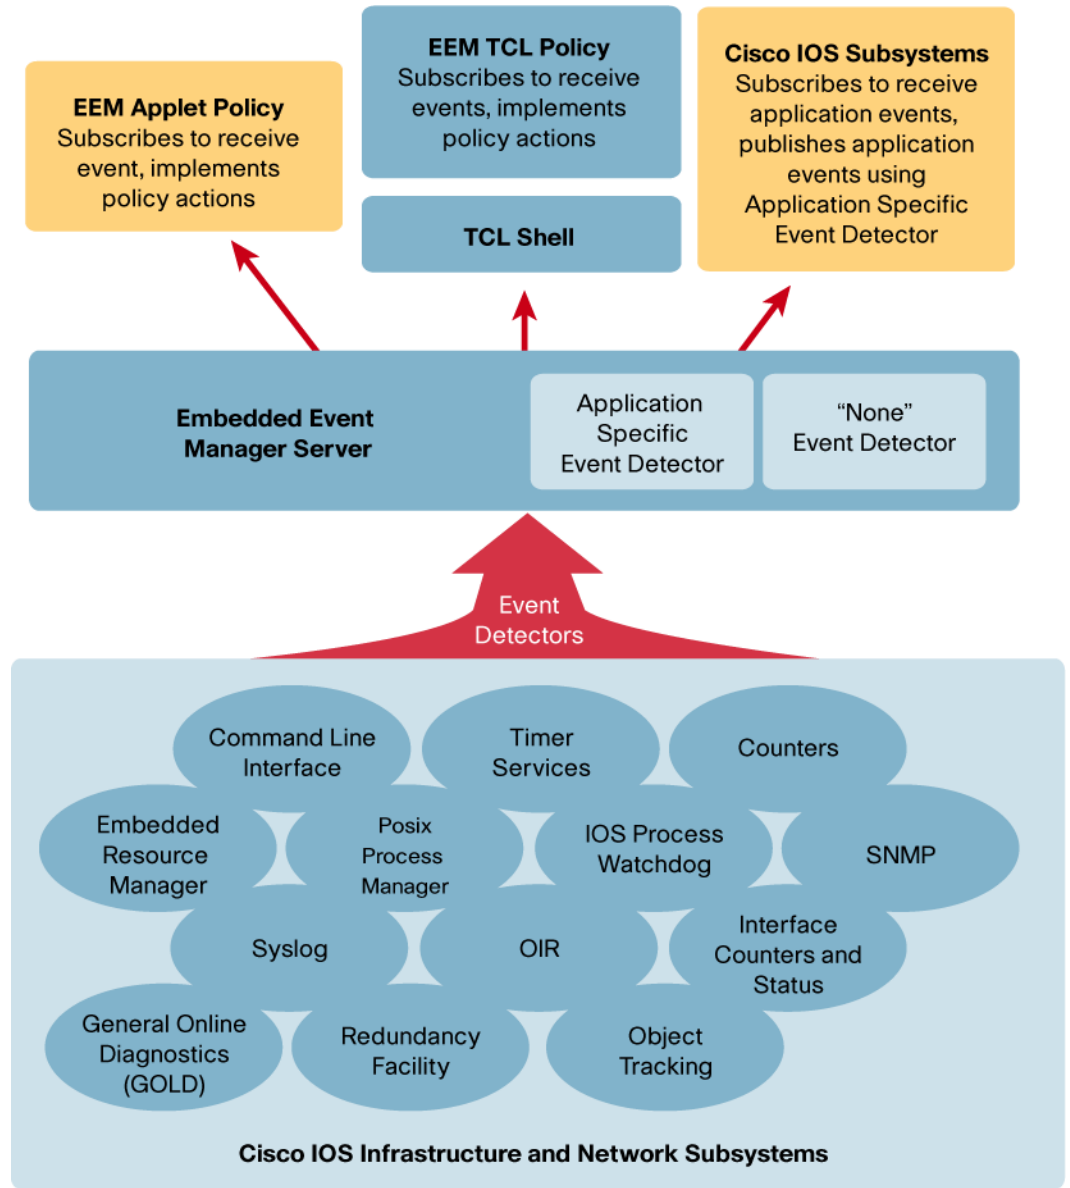 EEM Applet Policy
Subscribes to receive
event, implements
policy actions
EEM TCL Policy
Subscribes to receive
events, implements
policy actions
TCL Shell
Cisco IOS Subsystems
Subscribes to receive
application events,
publishes application
events using
Application Specific
Event Detector
Embedded Event
Manager Server
Application
Specific
Event Detector
“None”
Event Detector
Event
Detectors
Command Line
Interface
Timer
Services
Counters
Embedded
Resource
Manager
Posix
Process
Manager
IOS Process
Watchdog
SNMP
Syslog
OIR
Interface
Counters and
Status
General Online
Diagnostics
(GOLD)
Redundancy
Facility
Object
Tracking
Cisco IOS Infrastructure and Network Subsystems